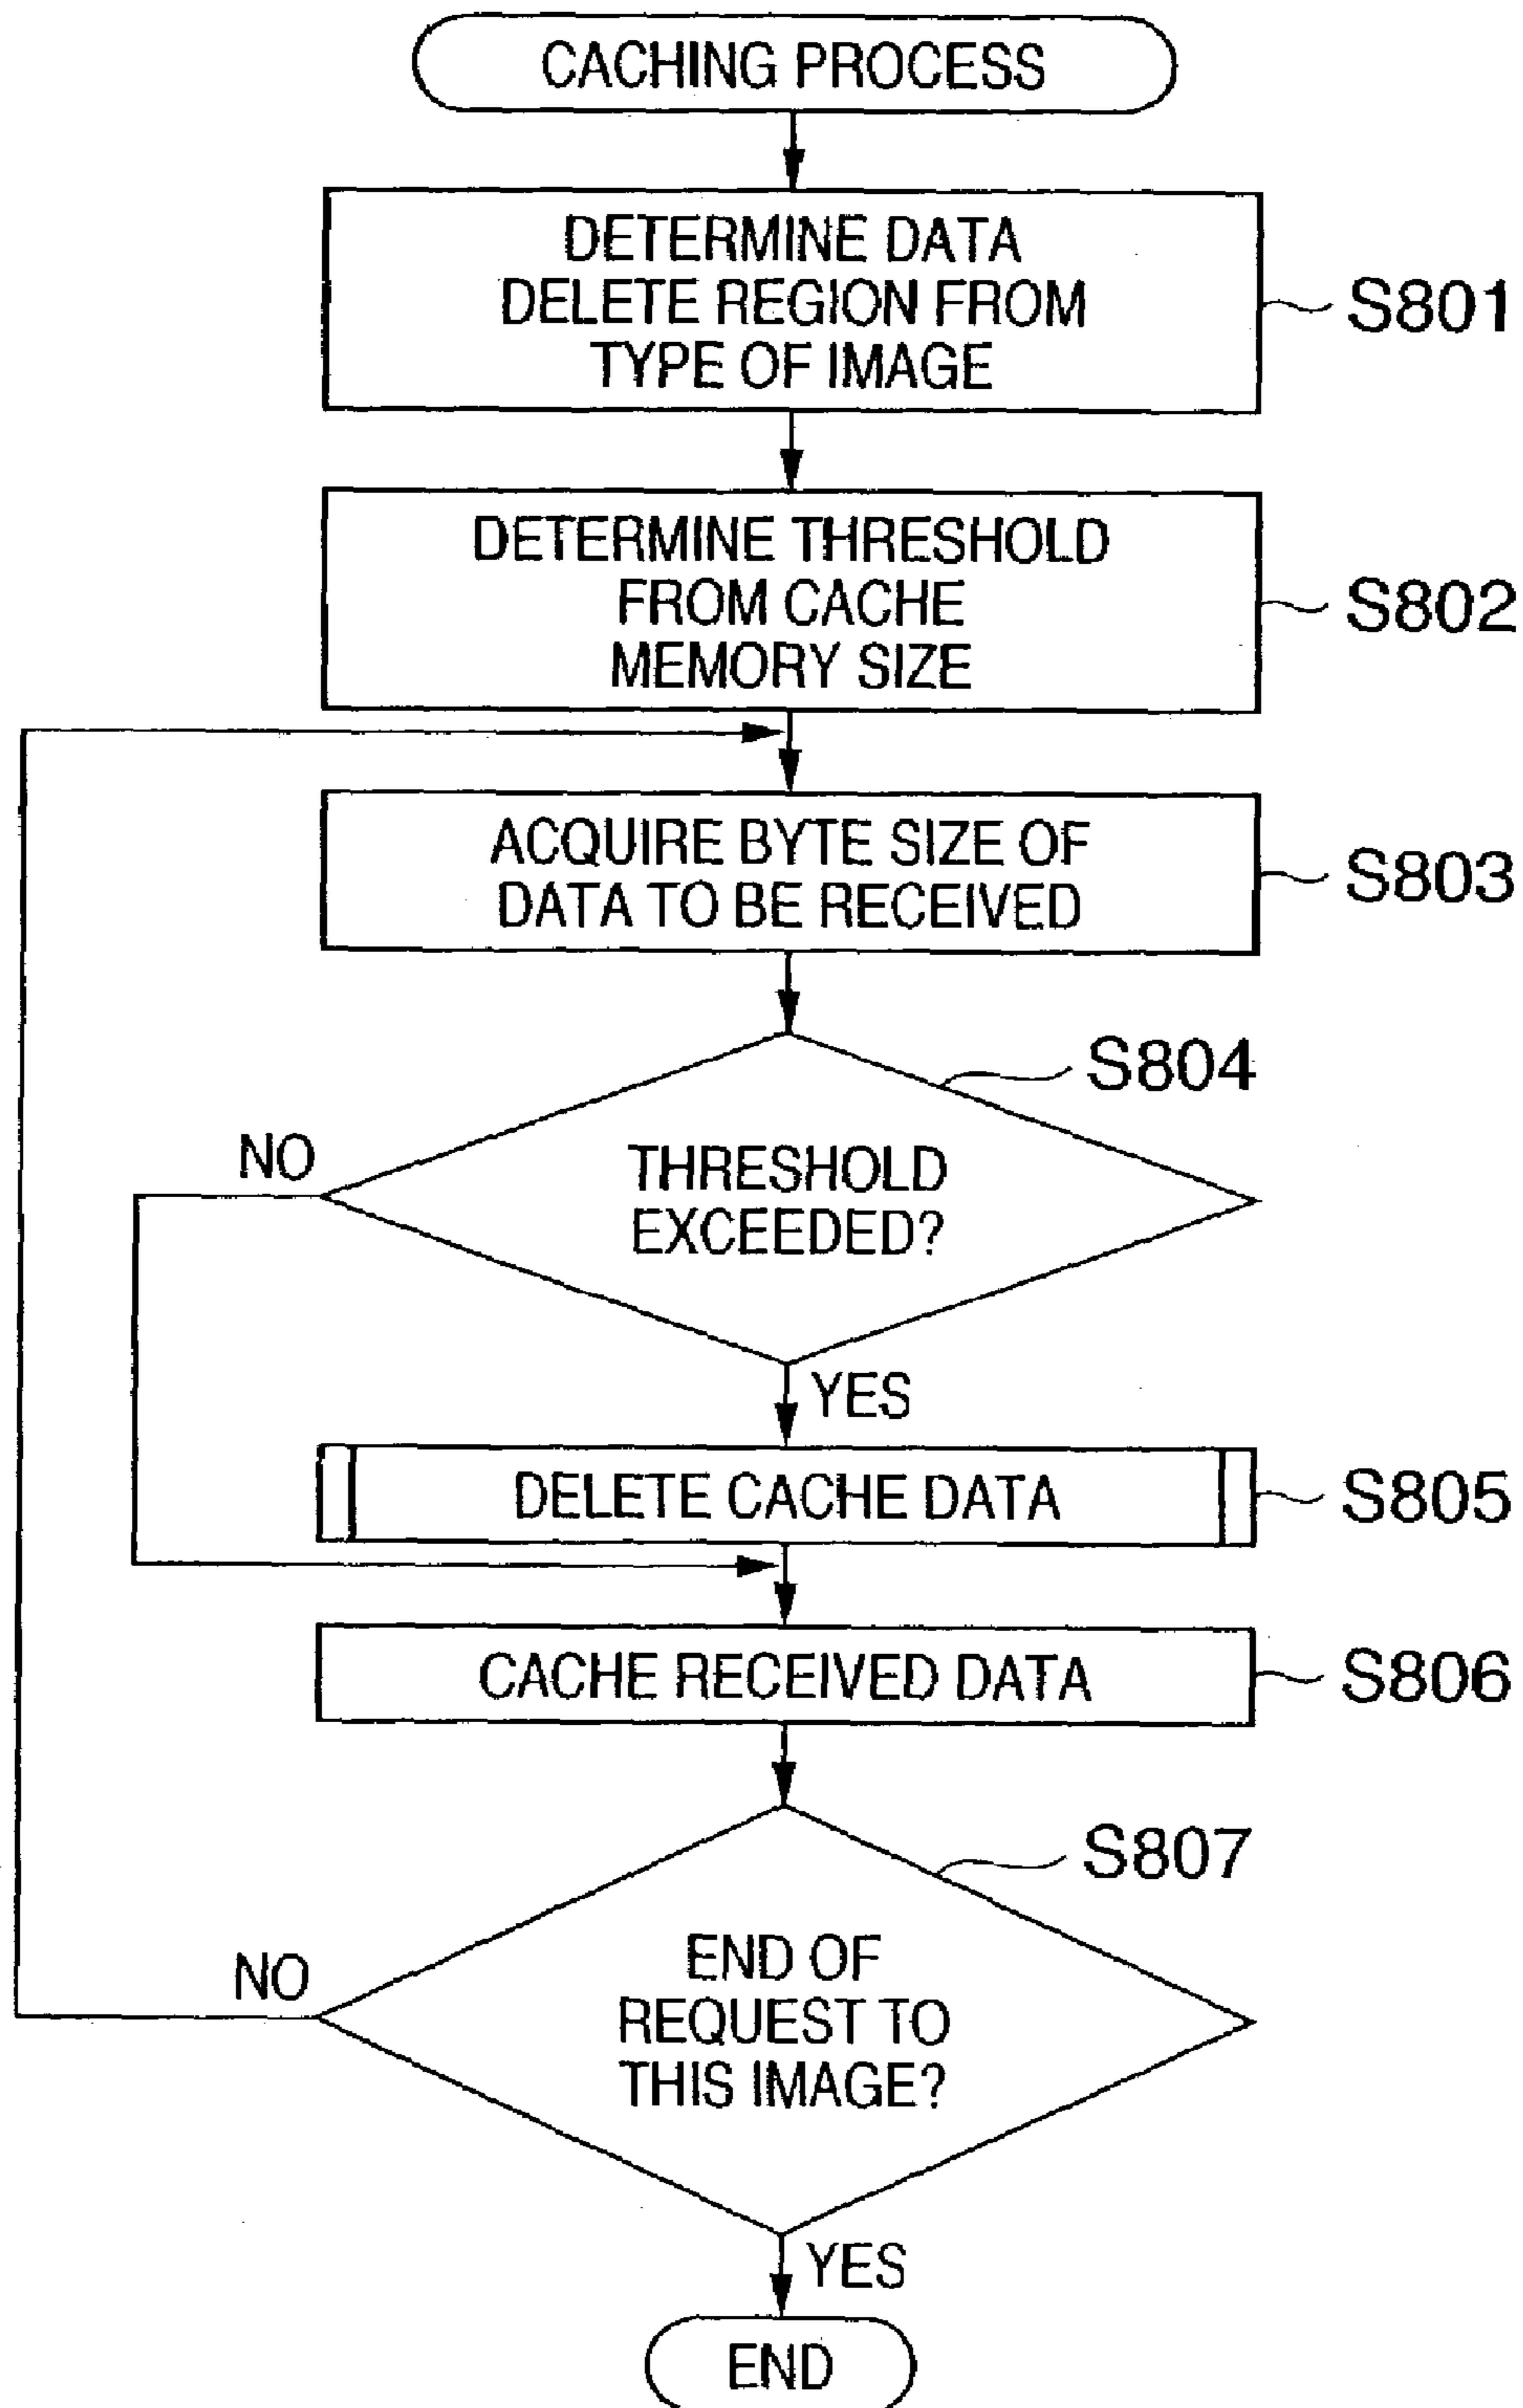 CACHING PROCESS
DETERMINE DATA
DELETE REGION FROM
TYPE OF IMAGE
S801
DETERMINE THRESHOLD
FROM CACHE
MEMORY SIZE
S802
ACQUIRE BYTE SIZE OF
DATA TO BE RECEIVED
S803
S804
NO
THRESHOLD
EXCEEDED?
YES
DELETE CACHE DATA
S805
CACHE RECEIVED DATA
S806
S807
NO
END OF
REQUEST TO
THIS IMAGE?
YES
END